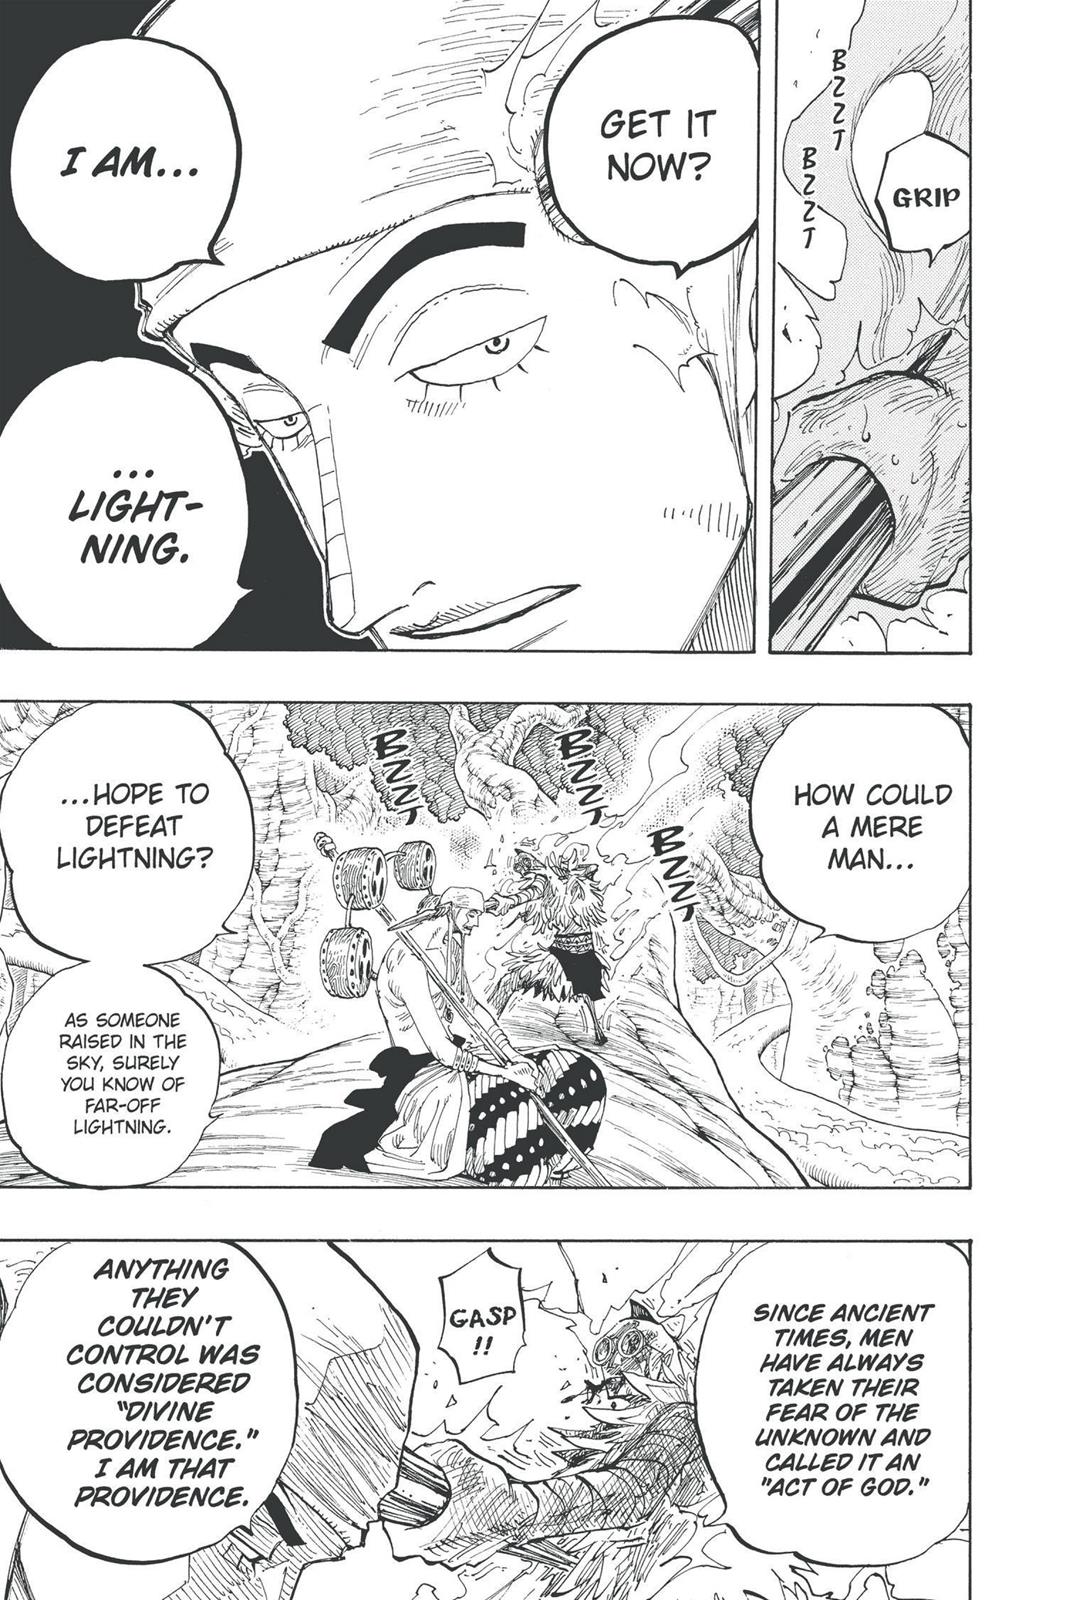 BZZT
BZZT
GRIP
GET IT
NOW?
I AM...
...
LIGHT-
NING.
HOW COULD
A MERE
MAN...
BZZT
BZZT
BZZT
...HOPE TO
DEFEAT
LIGHTNING?
AS SOMEONE
RAISED IN THE
SKY, SURELY
YOU KNOW OF
FAR-OFF
LIGHTNING.
SINCE ANCIENT
TIMES, MEN
HAVE ALWAYS
TAKEN THEIR
FEAR OF THE
UNKNOWN AND
CALLED IT AN
"ACT OF GOD."
GASP
!!
ANYTHING
THEY
COULDN'T
CONTROL WAS
CONSIDERED
"DIVINE
PROVIDENCE."
I AM THAT
PROVIDENCE.